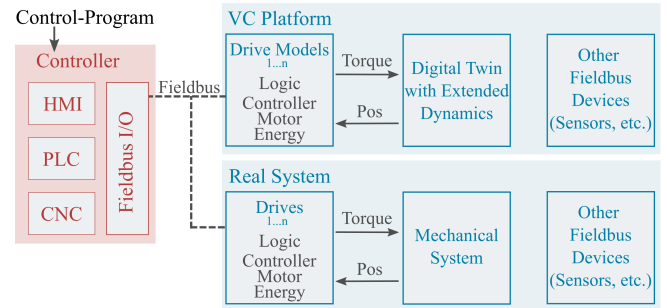 Control-Program
Controller
HMI
PLC
CNC
Fieldbus I/O
Fieldbus
VC Platform
Drive Models
1...n
Logic
Controller
Motor
Energy
Torque
Pos
Digital Twin
with Extended
Dynamics
Other
Fieldbus
Devices
(Sensors, etc.)
Real System
Drives
1...n
Logic
Controller
Motor
Energy
Torque
Pos
Mechanical
System
Other
Fieldbus
Devices
(Sensors, etc.)